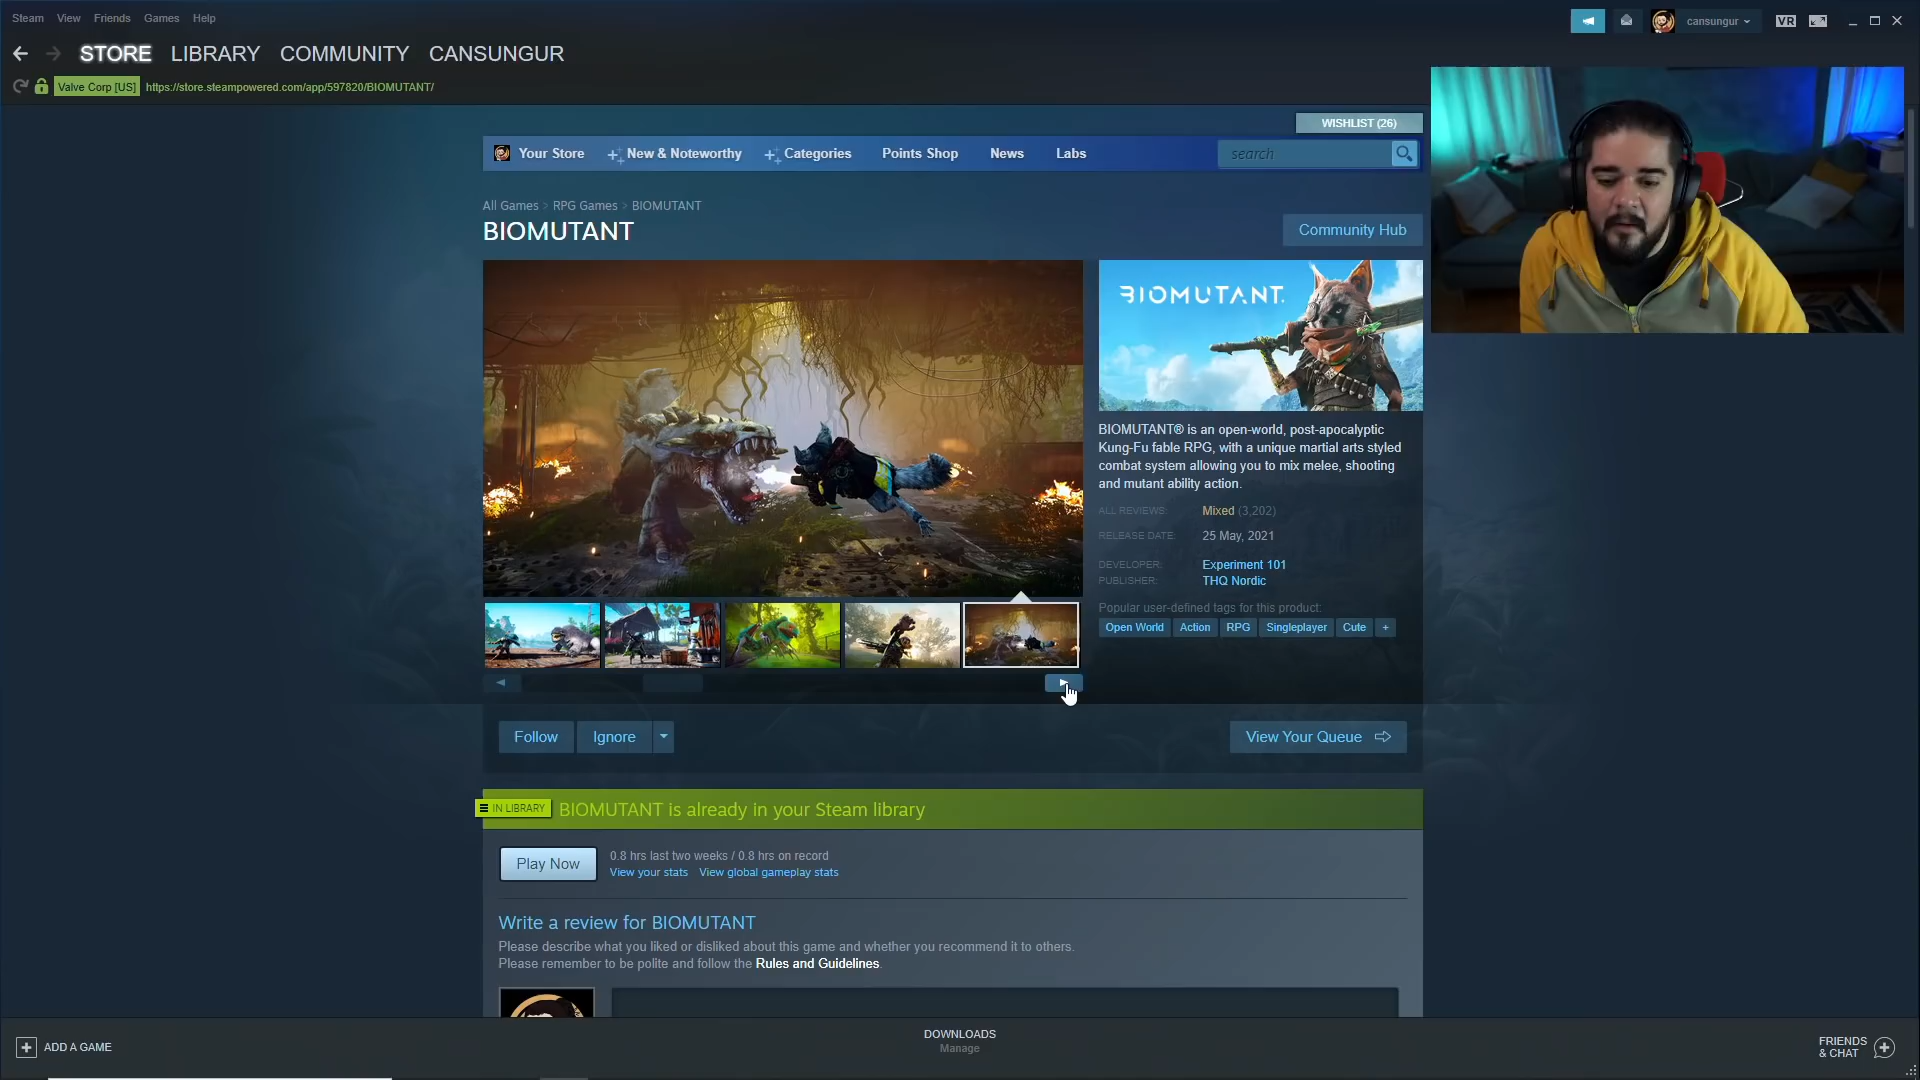 Steam View Friends Games Help
cansungur
VR
STORE LIBRARY COMMUNITY CANSUNGUR
Valve Corp [US] https://store.steampowered.com/app/597820/BIOMUTANT/
WISHLIST (26)
Your Store New & Noteworthy Categories Points Shop News Labs search
All Games > RPG Games > BIOMUTANT
BIOMUTANT
Community Hub
BIOMUTANT.
BIOMUTANT® is an open-world, post-apocalyptic
Kung-Fu fable RPG, with a unique martial arts styled
combat system allowing you to mix melee, shooting
and mutant ability action.
ALL REVIEWS: Mixed (3,202)
RELEASE DATE: 25 May, 2021
DEVELOPER: Experiment 101
PUBLISHER: THQ Nordic
Popular user-defined tags for this product:
Open World Action RPG Singleplayer Cute +
Follow Ignore View Your Queue
IN LIBRARY BIOMUTANT is already in your Steam library
Play Now
0.8 hrs last two weeks / 0.8 hrs on record
View your stats View global gameplay stats
Write a review for BIOMUTANT
Please describe what you liked or disliked about this game and whether you recommend it to others.
Please remember to be polite and follow the Rules and Guidelines.
ADD A GAME
DOWNLOADS
Manage
FRIENDS
& CHAT